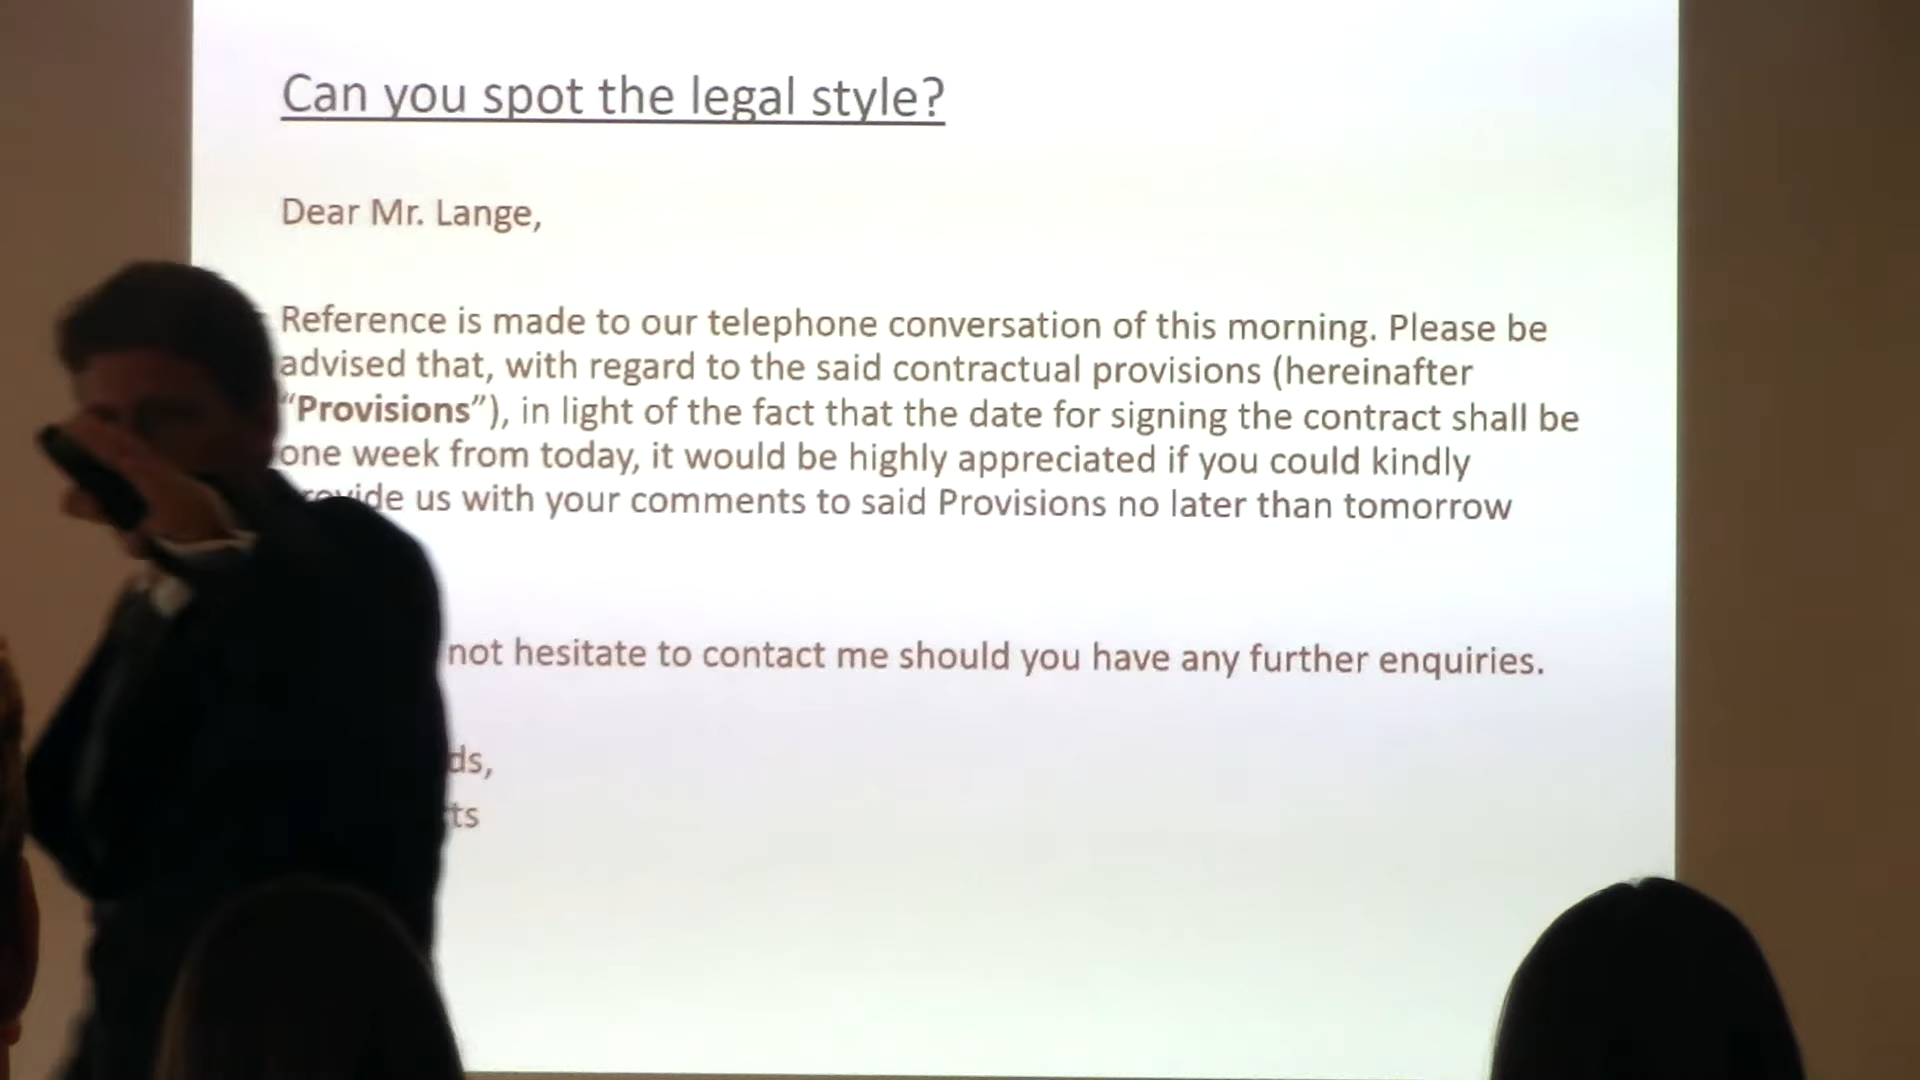 Can you spot the legal style?
Dear Mr. Lange,
Reference is made to our telephone conversation of this morning. Please be
advised that, with regard to the said contractual provisions (hereinafter
“Provisions”), in light of the fact that the date for signing the contract shall be
one week from today, it would be highly appreciated if you could kindly
provide us with your comments to said Provisions no later than tomorrow
not hesitate to contact me should you have any further enquiries.